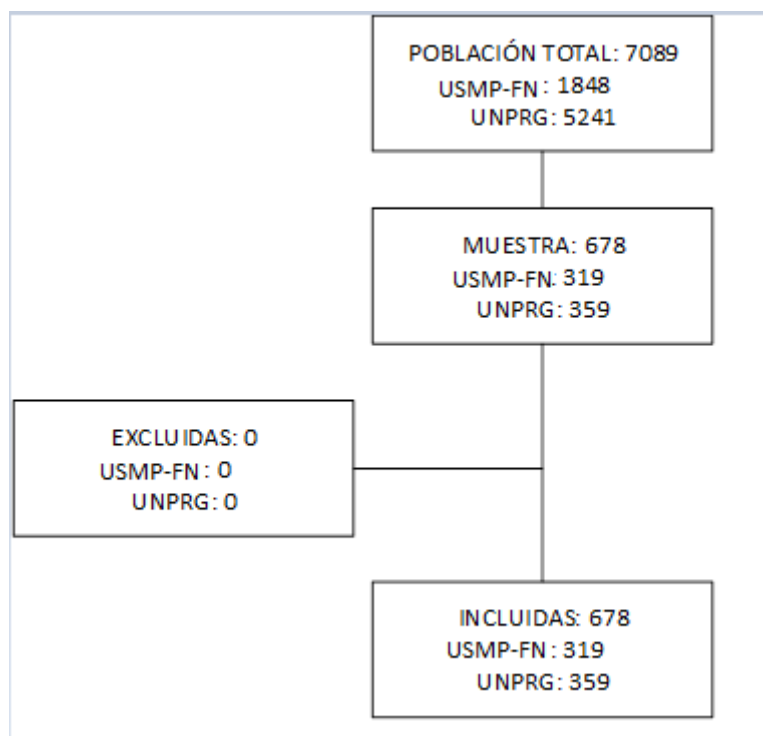 POBLACIÓN TOTAL: 7089
USMP-FN : 1848
UNPRG: 5241
MUESTRA: 678
USMP-FN: 319
UNPRG: 359
EXCLUIDAS: 0
USMP-FN : 0
UNPRG: 0
INCLUIDAS: 678
USMP-FN : 319
UNPRG: 359